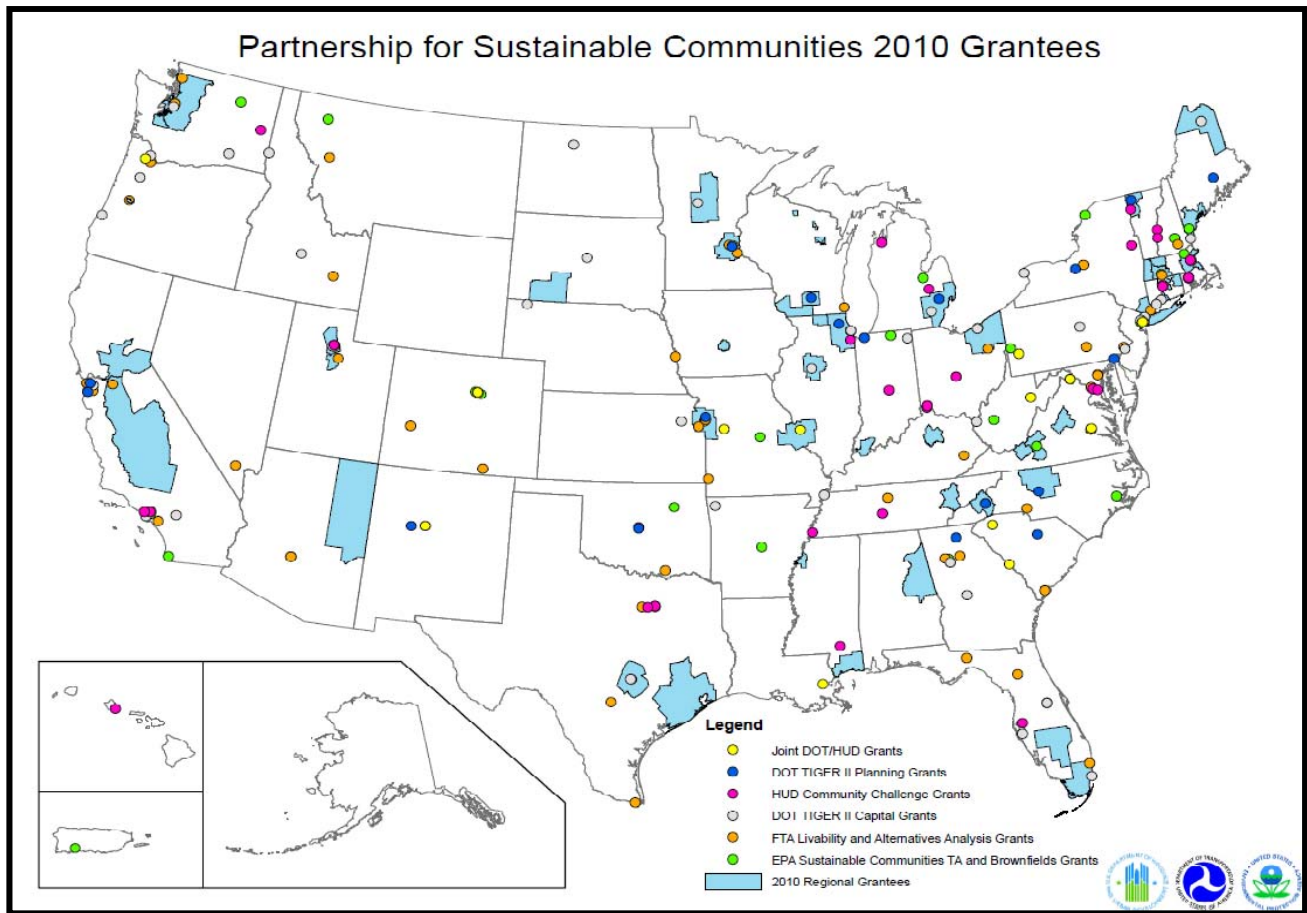 Partnership for Sustainable Communities 2010 Grantees
Legend
Joint DOT/HUD Grants
DOT TIGER II Planning Grants
HUD Community Challenge Grants
DOT TIGER II Capital Grants
FTA Livability and Alternatives Analysis Grants
EPA Sustainable Communities TA and Brownfields Grants
2010 Regional Grantees